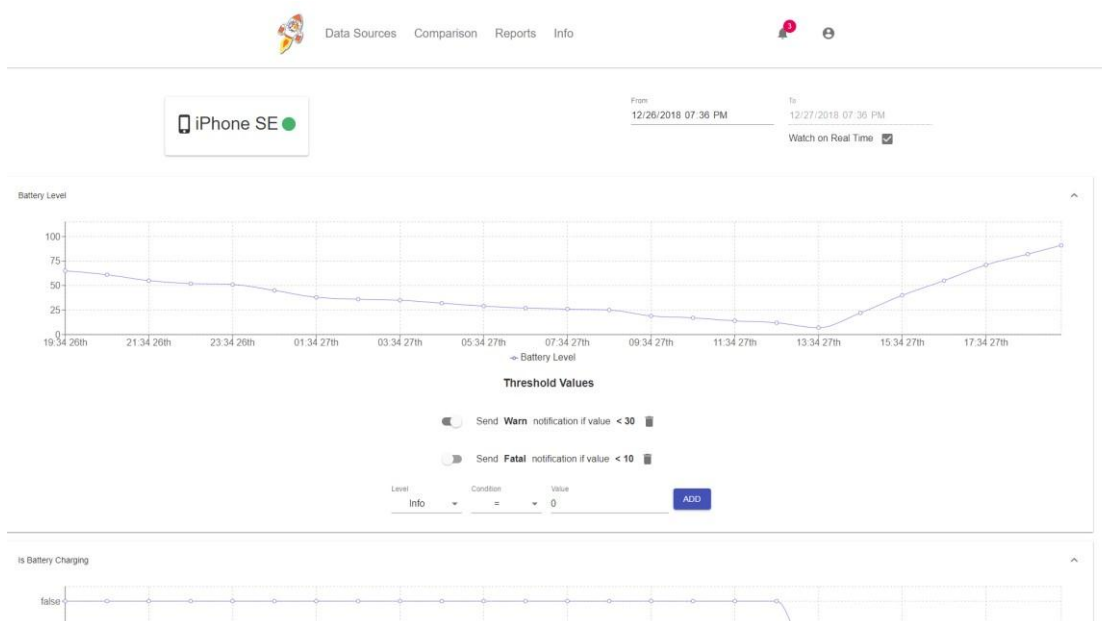 Data Sources Comparison Reports Info 3
iPhone SE
From
12/26/2018 07:36 PM
To
12/27/2018 07:36 PM
Watch on Real Time
Battery Level
100
75
50
25
0
19:34 26th 21:34 26th 23:34 26th 01:34 27th 03:34 27th 05:34 27th 07:34 27th 09:34 27th 11:34 27th 13:34 27th 15:34 27th 17:34 27th
Battery Level
Threshold Values
Send Warn notification if value < 30
Send Fatal notification if value < 10
Level Condition Value
Info = 0 ADD
Is Battery Charging
false